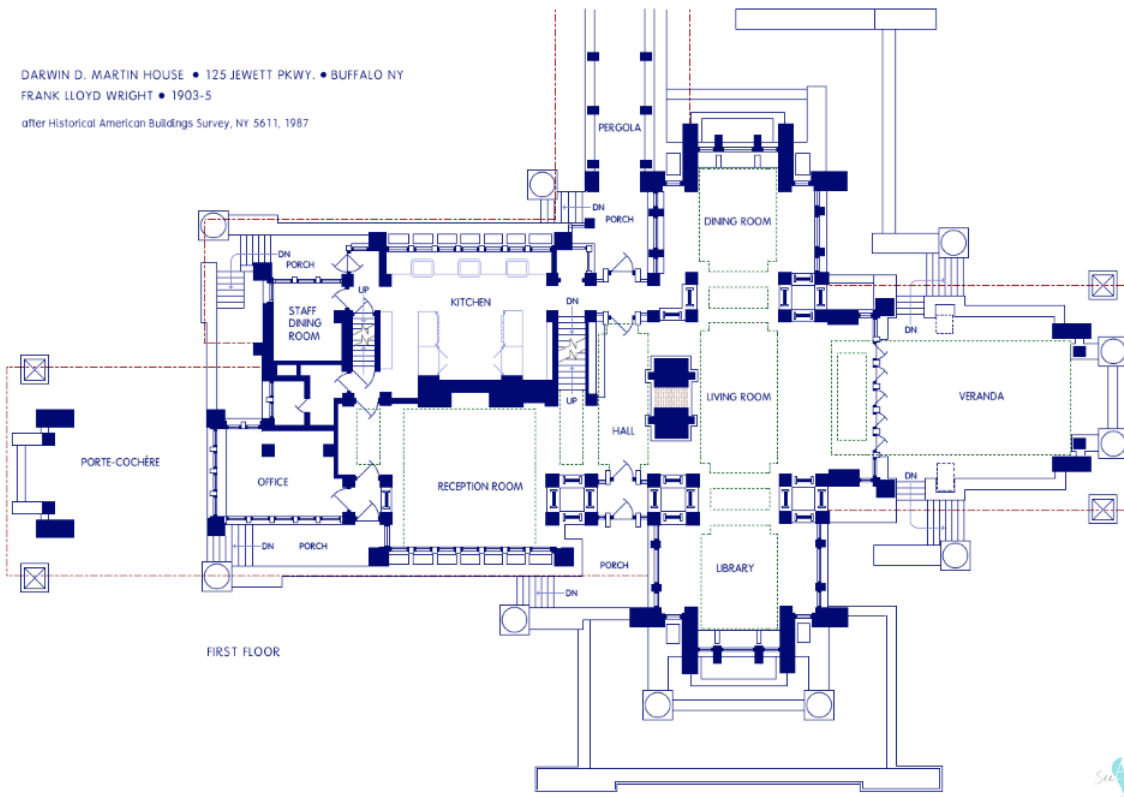 DARWIN D. MARTIN HOUSE • 125 JEWETT PKWY. • BUFFALO NY
FRANK LLOYD WRIGHT • 1903-5
after Historical American Buildings Survey, NY 5611, 1987
PERGOLA
DN
PORCH
DINING ROOM
DN
PORCH
UP
KITCHEN
DN
STAFF
DINING
ROOM
DN
LIVING ROOM
VERANDA
UP
HALL
PORTE-COCHÈRE
OFFICE
RECEPTION ROOM
DN
DN
PORCH
PORCH
LIBRARY
DN
FIRST FLOOR
See